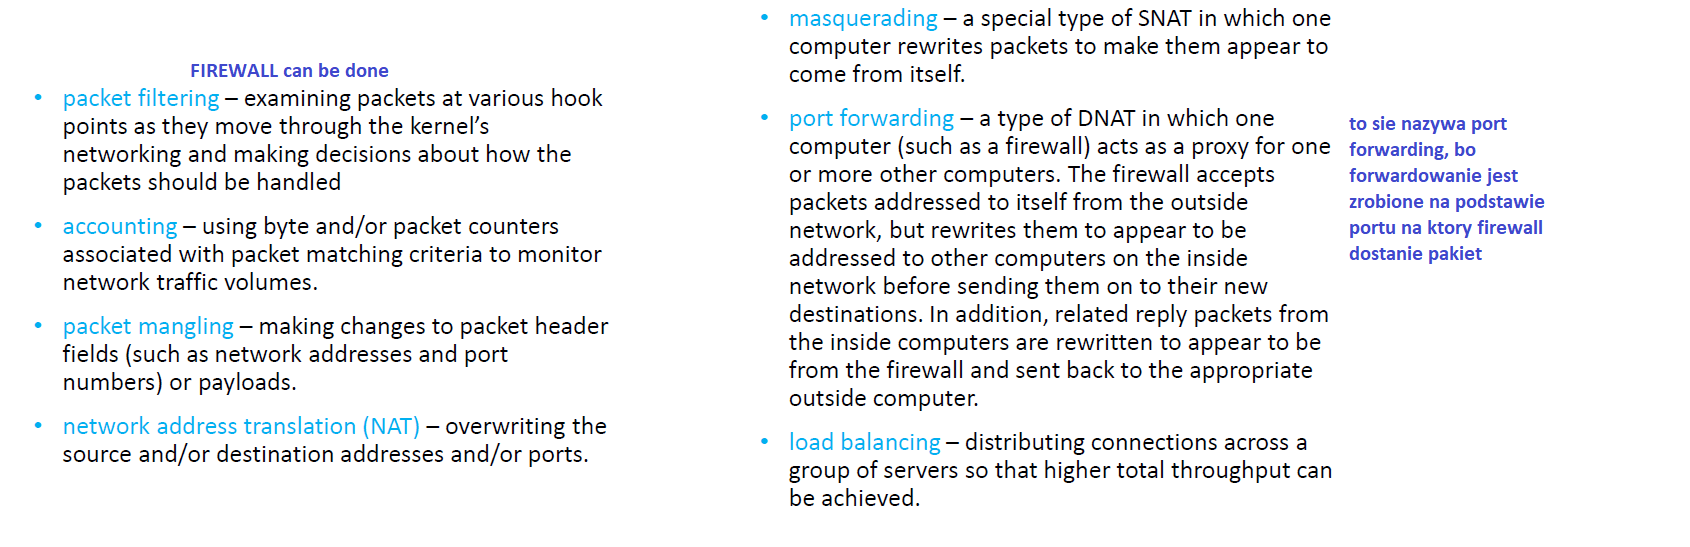 FIREWALL can be done
• packet filtering – examining packets at various hook
points as they move through the kernel’s
networking and making decisions about how the
packets should be handled
• accounting – using byte and/or packet counters
associated with packet matching criteria to monitor
network traffic volumes.
• packet mangling – making changes to packet header
fields (such as network addresses and port
numbers) or payloads.
• network address translation (NAT) – overwriting the
source and/or destination addresses and/or ports.
• masquerading – a special type of SNAT in which one
computer rewrites packets to make them appear to
come from itself.
• port forwarding – a type of DNAT in which one
computer (such as a firewall) acts as a proxy for one
or more other computers. The firewall accepts
packets addressed to itself from the outside
network, but rewrites them to appear to be
addressed to other computers on the inside
network before sending them on to their new
destinations. In addition, related reply packets from
the inside computers are rewritten to appear to be
from the firewall and sent back to the appropriate
outside computer.
• load balancing – distributing connections across a
group of servers so that higher total throughput can
be achieved.
to sie nazywa port
forwarding, bo
forwardowanie jest
zrobione na podstawie
portu na ktory firewall
dostanie pakiet